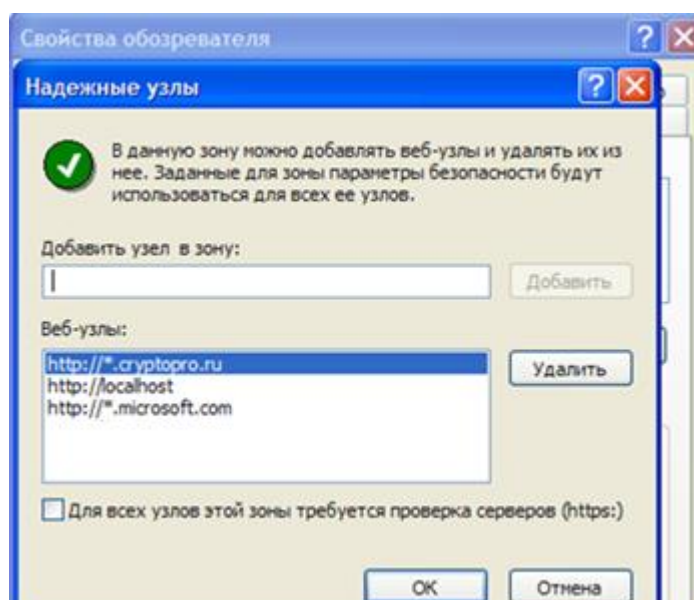 Свойства обозревателя
Надежные узлы
В данную зону можно добавлять веб-узлы и удалять их из
нее. Заданные для зоны параметры безопасности будут
использоваться для всех ее узлов.
Добавить узел в зону:
Добавить
Веб-узлы:
http://*.cryptopro.ru
http://localhost
http://*.microsoft.com
Удалить
Для всех узлов этой зоны требуется проверка серверов (https:)
ОК
Отмена